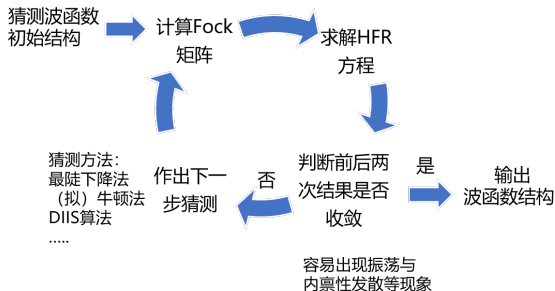 猜测波函数
初始结构
计算Fock
矩阵
求解HFR
方程
判断前后两
次结果是否
收敛
是
输出
波函数结构
否
作出下一
步猜测
猜测方法：
最陡下降法
（拟）牛顿法
DIIS算法
.....
容易出现振荡与
内禀性发散等现象